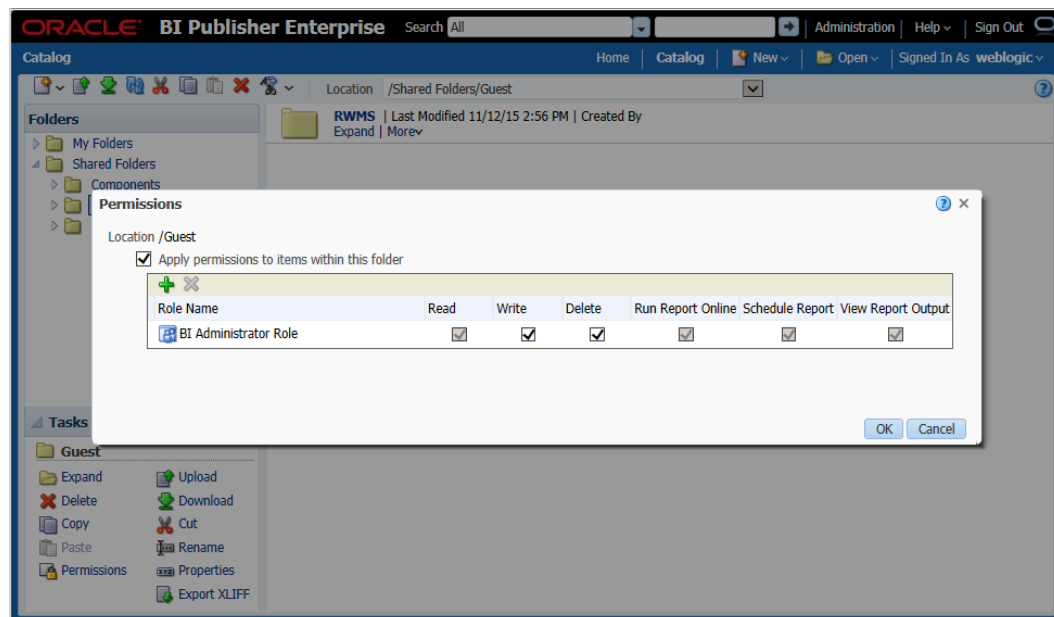 ORACLE BI Publisher Enterprise Search All Administration Help Sign Out
Catalog Home Catalog New Open Signed In As weblogic
Location /Shared Folders/Guest
Folders
RWMS | Last Modified 11/12/15 2:56 PM | Created By
Expand | More
My Folders
Shared Folders
Components
Permissions
Location /Guest
Apply permissions to items within this folder
Role Name Read Write Delete Run Report Online Schedule Report View Report Output
BI Administrator Role
OK Cancel
Tasks
Guest
Expand Upload
Delete Download
Copy Cut
Paste Rename
Permissions Properties
Export XLIFF